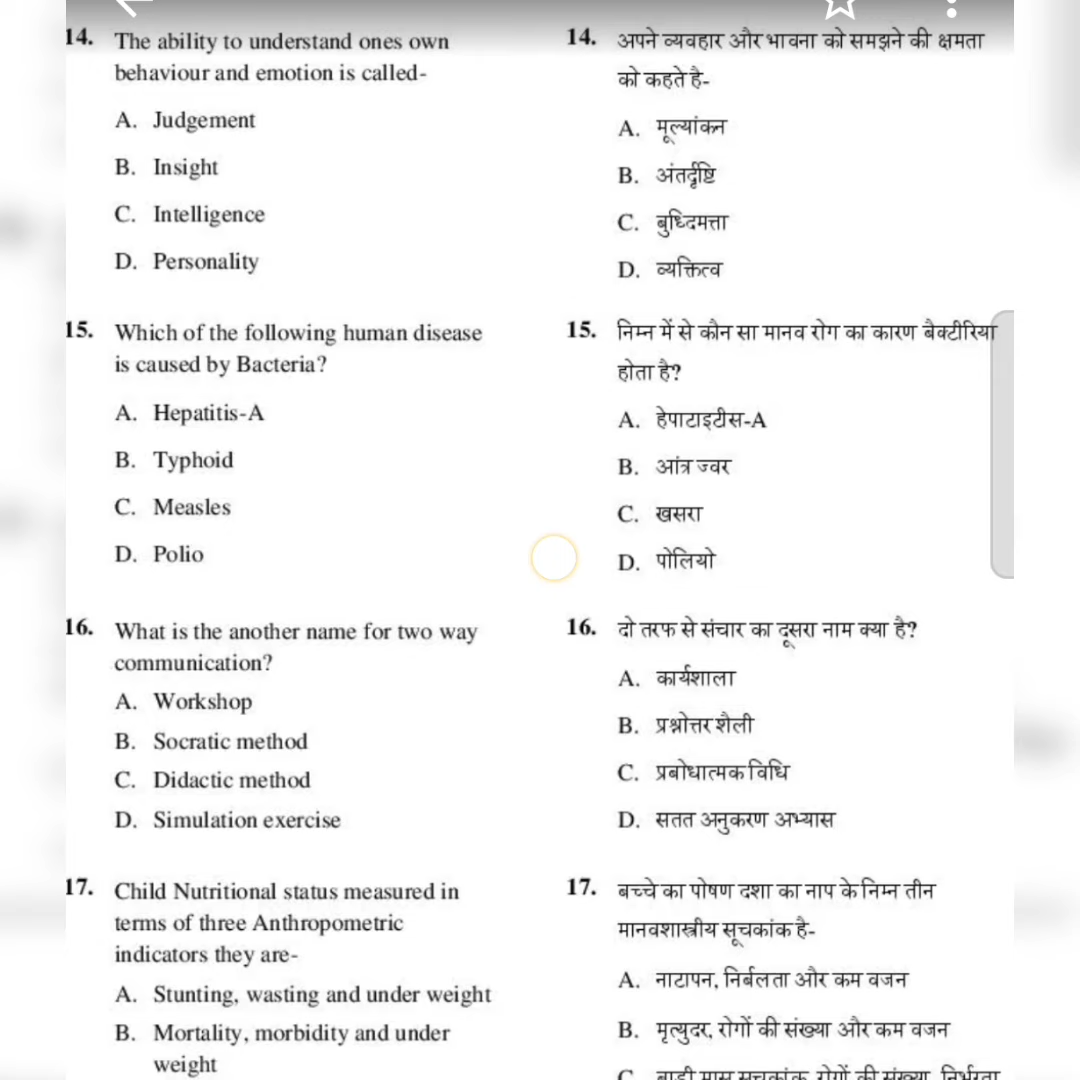 14. The ability to understand ones own
behaviour and emotion is called-
A. Judgement
B. Insight
C. Intelligence
D. Personality
15. Which of the following human disease
is caused by Bacteria?
A. Hepatitis-A
B. Typhoid
C. Measles
D. Polio
16. What is the another name for two way
communication?
A. Workshop
B. Socratic method
C. Didactic method
D. Simulation exercise
17. Child Nutritional status measured in
terms of three Anthropometric
indicators they are-
A. Stunting, wasting and under weight
B. Mortality, morbidity and under
weight
14. अपने व्यवहार और भावना को समझने की क्षमता
को कहते है-
A. मूल्यांकन
B. अंतर्दृष्टि
C. बुध्दिमत्ता
D. व्यक्तित्व
15. निम्न में से कौन सा मानव रोग का कारण बैक्टीरिया
होता है?
A. हेपाटाइटीस-A
B. आंत्र ज्वर
C. खसरा
D. पोलियो
16. दो तरफ से संचार का दूसरा नाम क्या है?
A. कार्यशाला
B. प्रश्नोत्तर शैली
C. प्रबोधात्मक विधि
D. सतत अनुकरण अभ्यास
17. बच्चे का पोषण दशा का नाप के निम्न तीन
मानवशास्त्रीय सूचकांक है-
A. नाटापन, निर्बलता और कम वजन
B. मृत्युदर, रोगों की संख्या और कम वजन
C. बाडी मास सूचकांक, रोगों की संख्या, निर्भरता